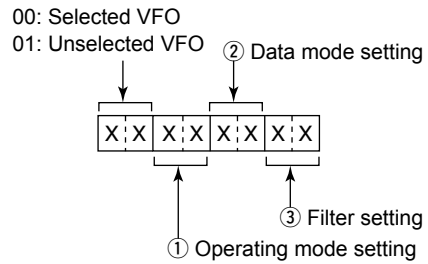 00: Selected VFO
01: Unselected VFO
② Data mode setting
X X X X X X X X
③ Filter setting
① Operating mode setting